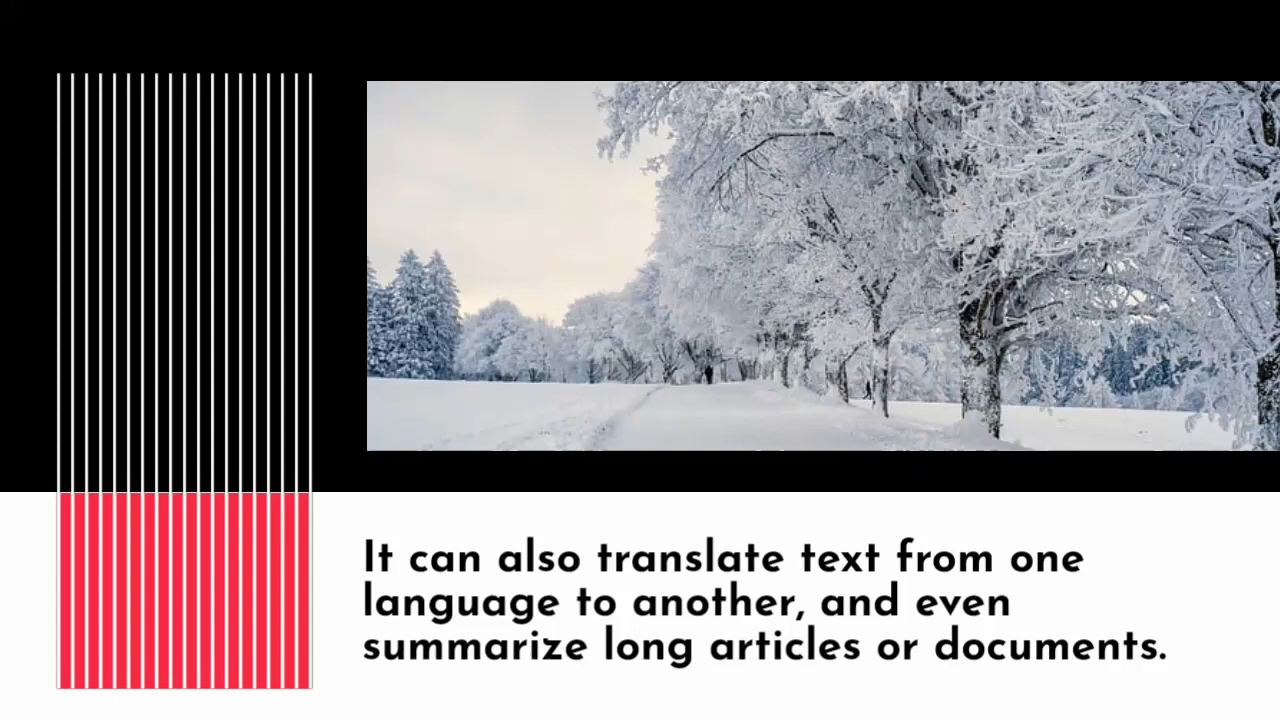 It can also translate text from one
language to another, and even
summarize long articles or documents.